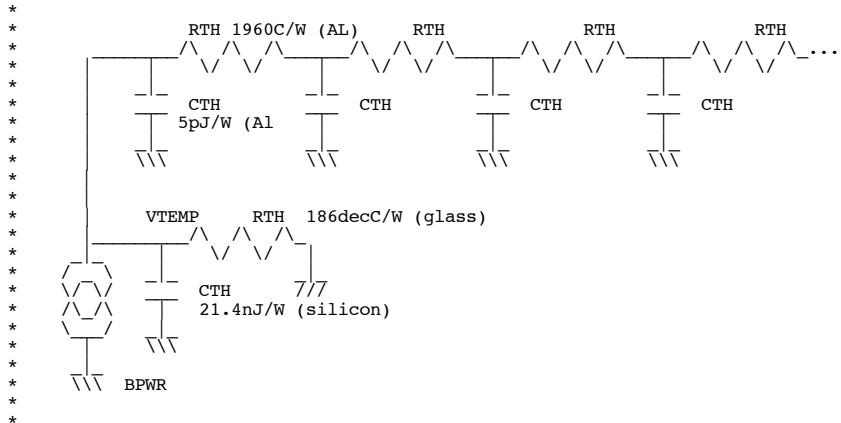 RTH 1960C/W (AL) RTH RTH RTH
...
CTH CTH CTH CTH
5pJ/W (Al
VTEMP RTH 186decC/W (glass)
CTH
21.4nJ/W (silicon)
BPWR